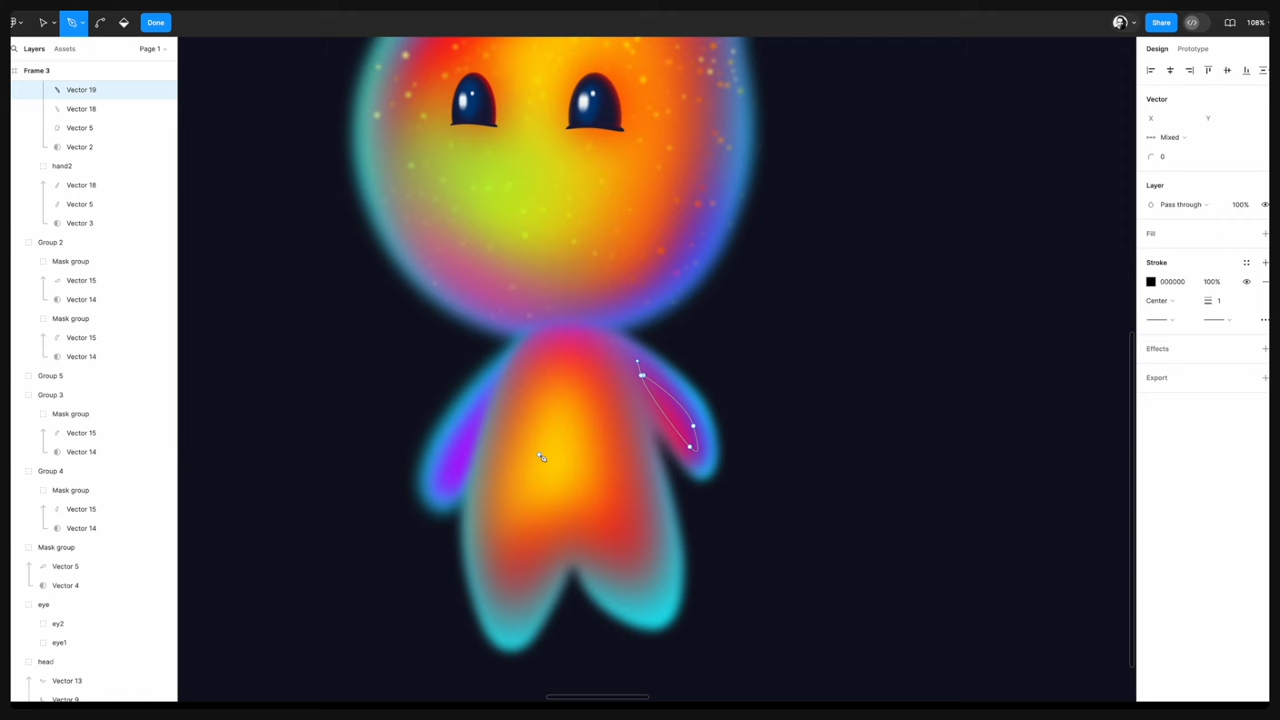 Done
Share
108%
Layers
Assets
Page 1
Design
Prototype
Frame 3
Vector 19
Vector 18
Vector 5
Vector 2
hand2
Vector 18
Vector 5
Vector 3
Group 2
Mask group
Vector 15
Vector 14
Mask group
Vector 15
Vector 14
Group 5
Group 3
Mask group
Vector 15
Vector 14
Group 4
Mask group
Vector 15
Vector 14
Mask group
Vector 5
Vector 4
eye
ey2
eye1
head
Vector 13
Vector 9
Vector
X
Y
Mixed
0
Layer
Pass through
100%
Fill
Stroke
000000
100%
Center
1
Effects
Export